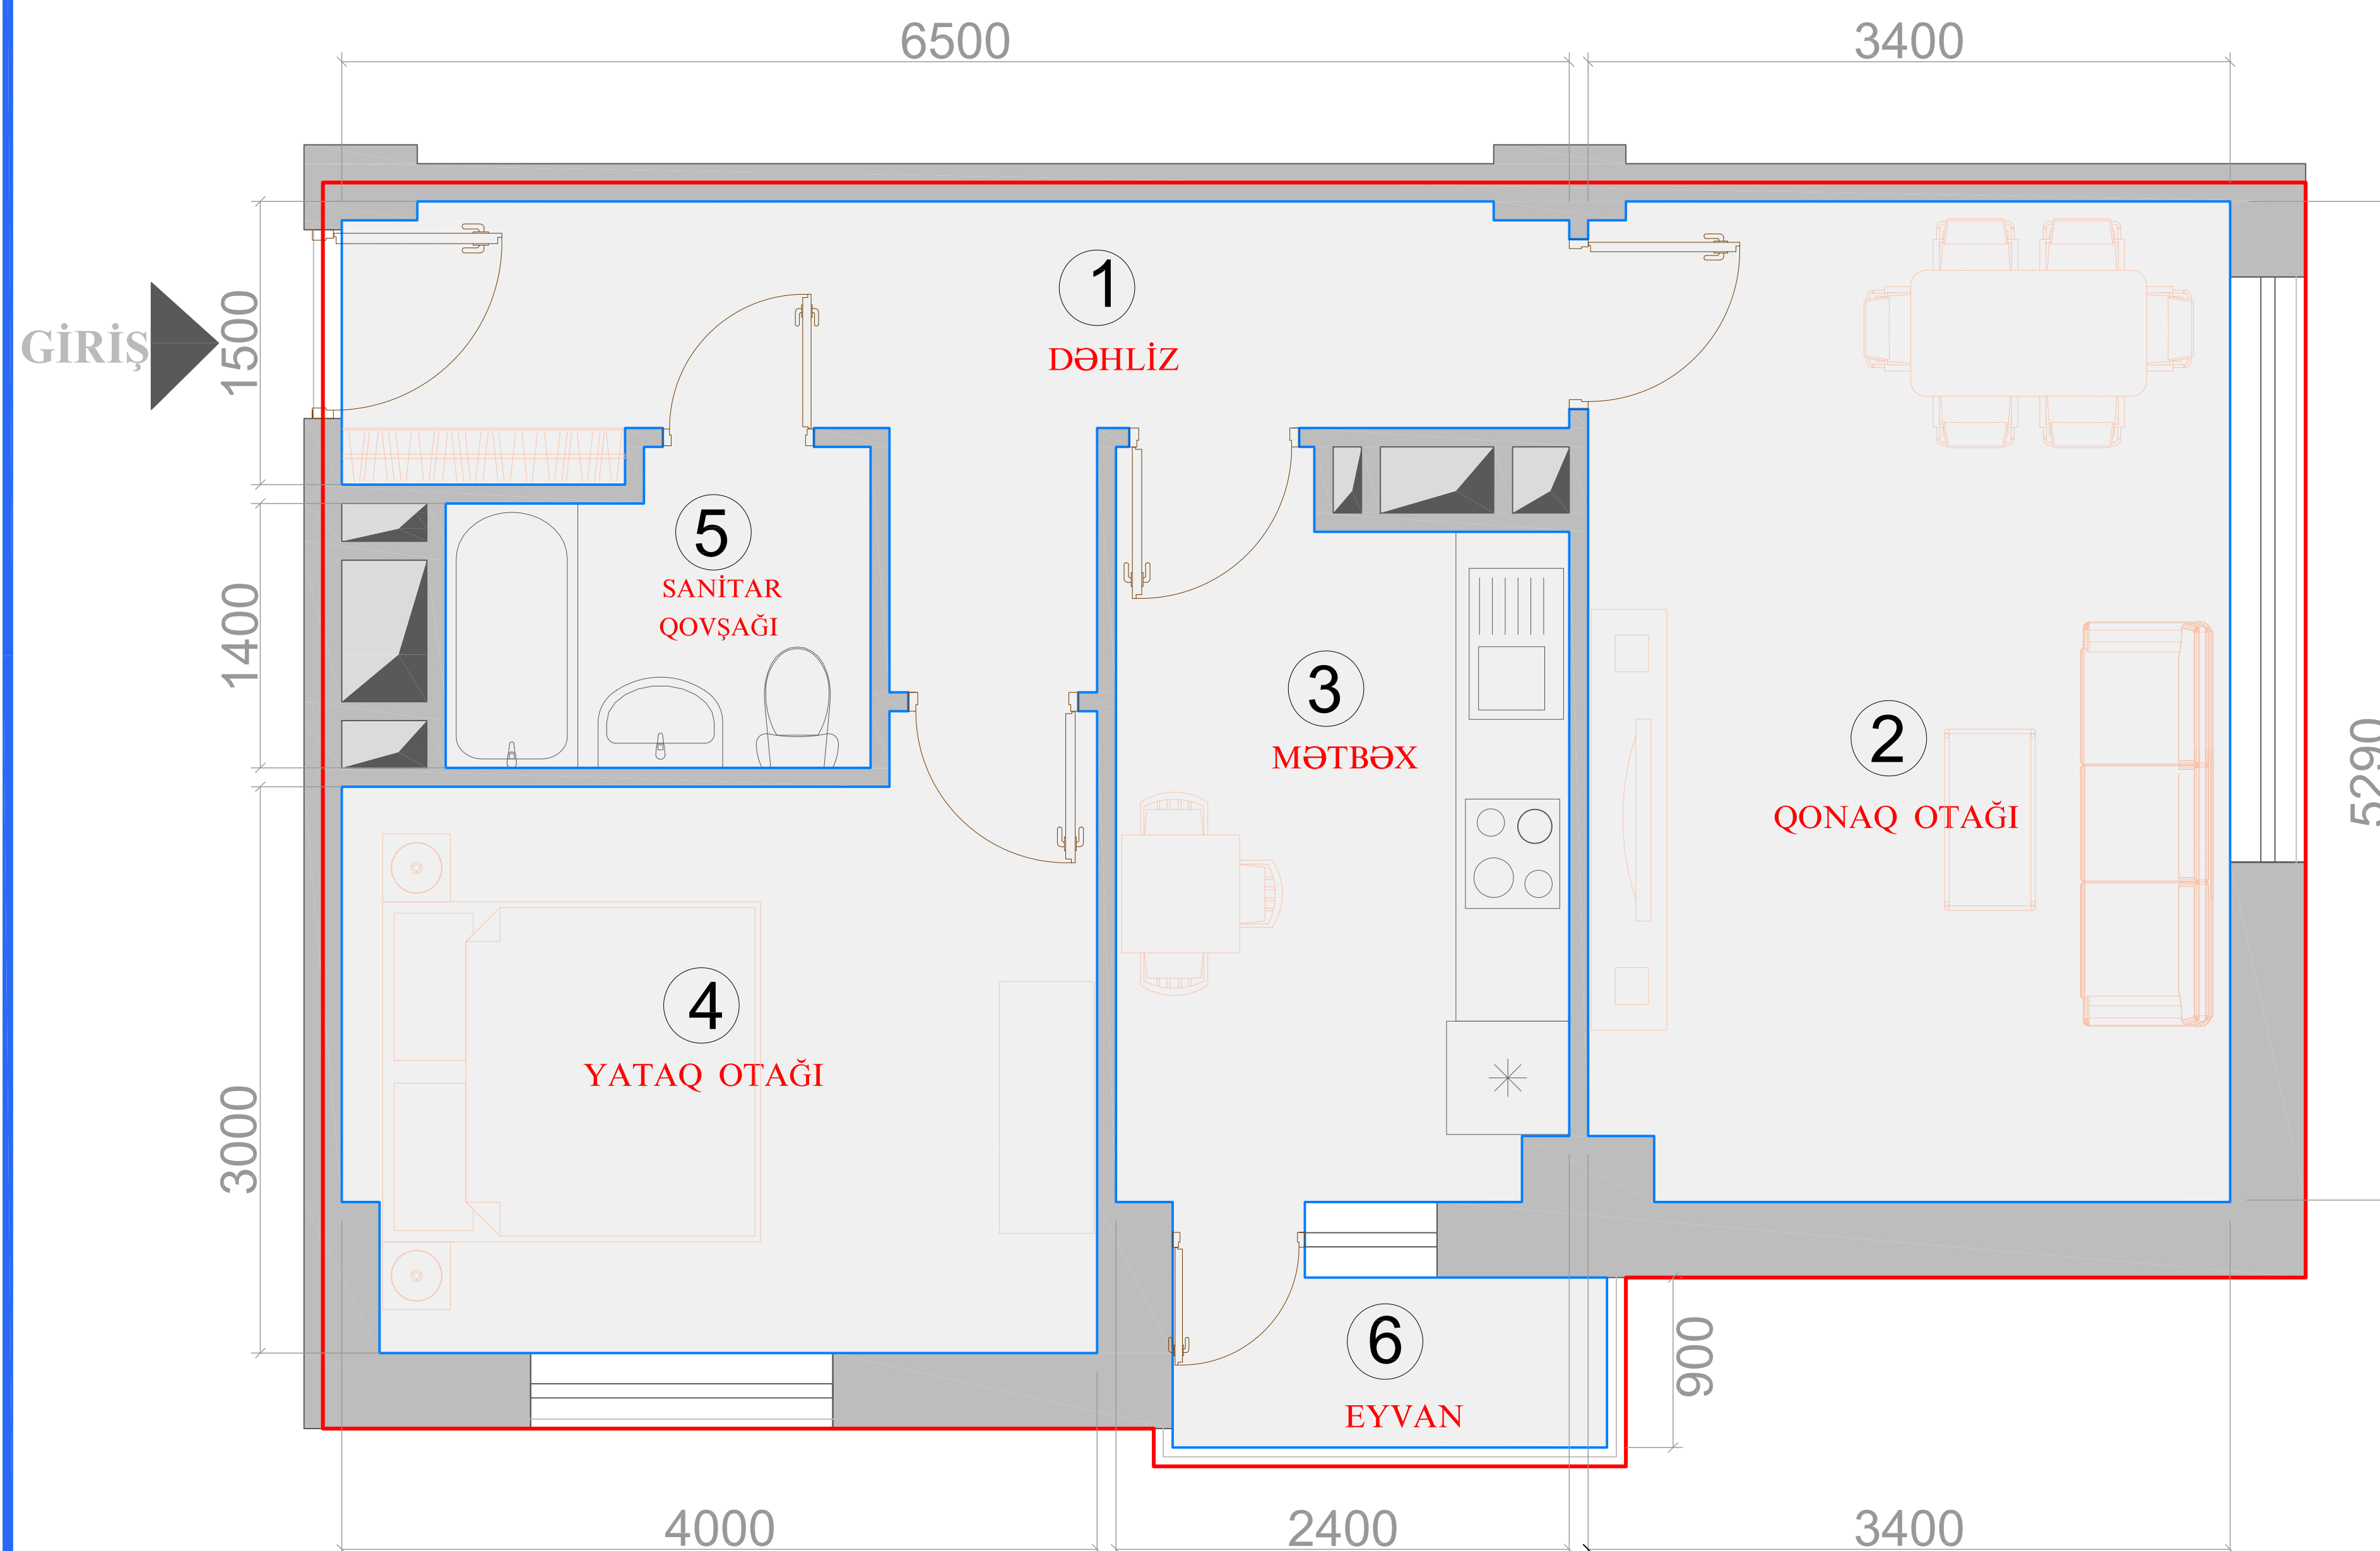 6500
3400
GİRİŞ
1500
1
DƏHLİZ
5
SANİTAR
QOVŞAĞI
1400
3
MƏTBƏX
2
QONAQ OTAĞI
5290
4
YATAQ OTAĞI
3000
6
EYVAN
900
4000
2400
3400